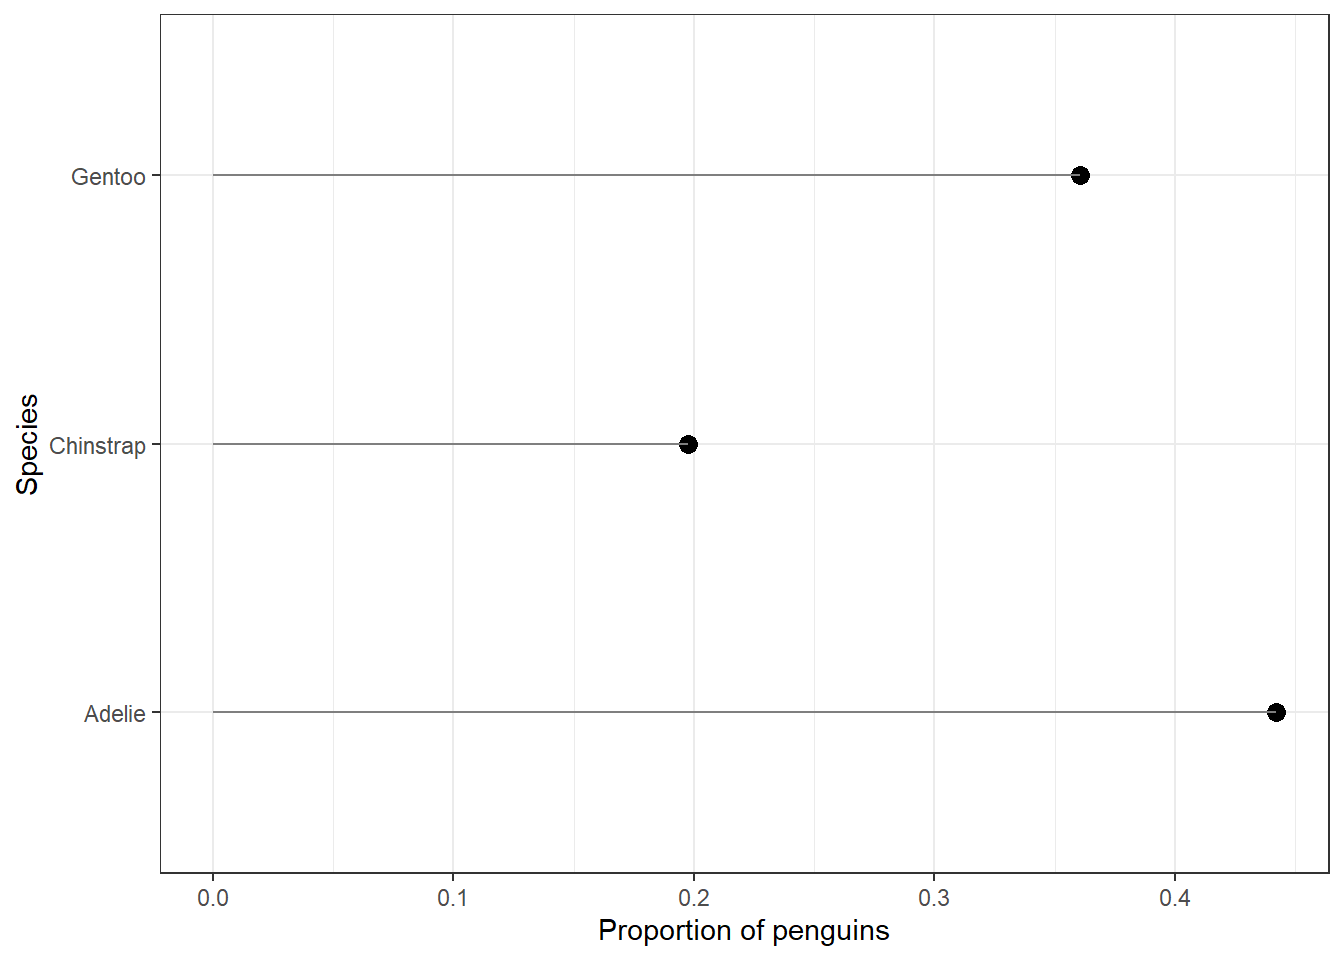 Gentoo
Chinstrap
Adelie
Species
0.0 0.1 0.2 0.3 0.4
Proportion of penguins